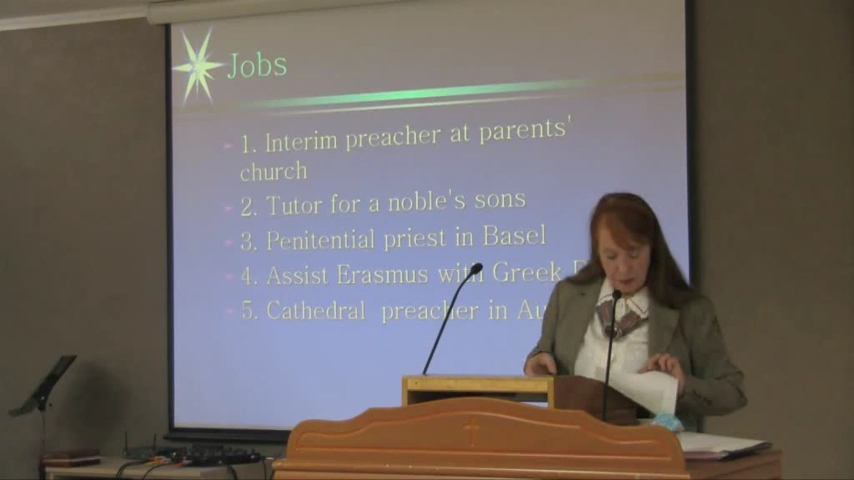 Jobs
1. Interim preacher at parents'
church
2. Tutor for a noble's sons
3. Penitential priest in Basel
4. Assist Erasmus with Greek
5. Cathedral preacher in